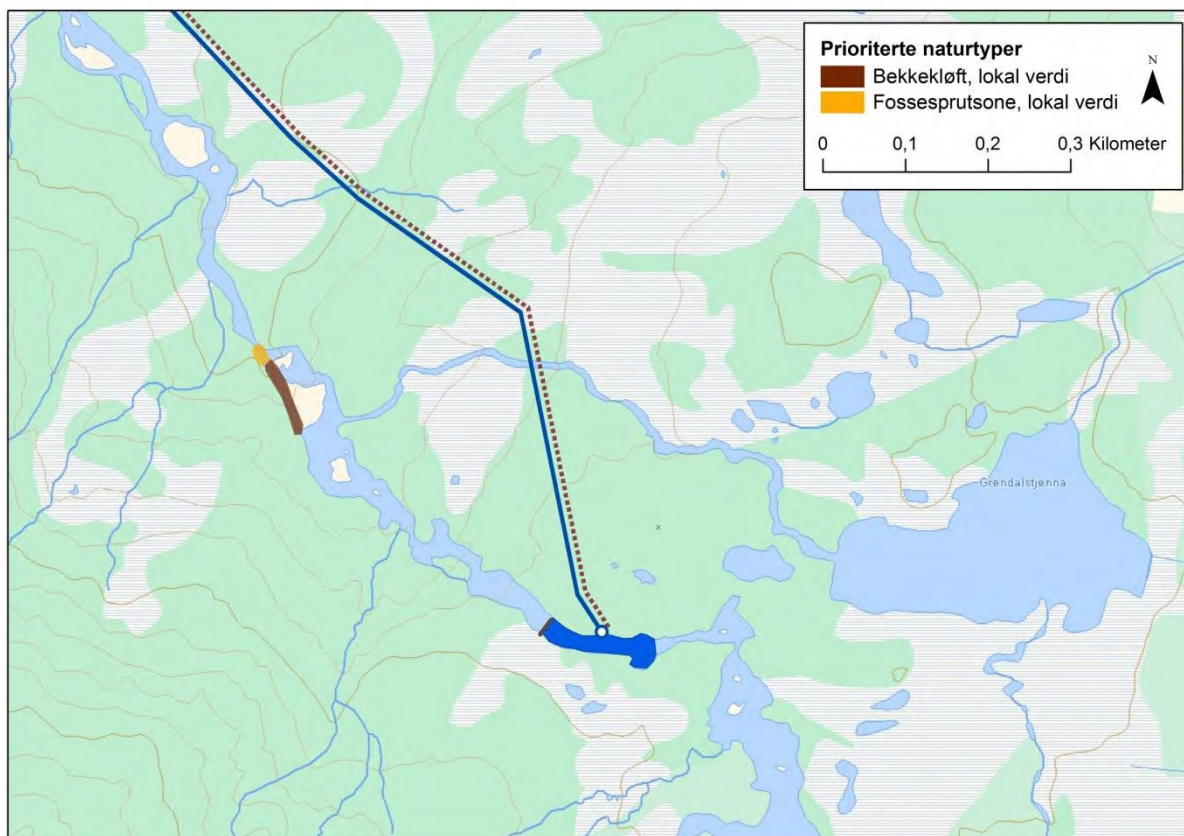 Prioriterte naturtyper
Bekkekløft, lokal verdi
Fossesprutsone, lokal verdi
N
0 0,1 0,2 0,3 Kilometer
Grøndalstjønna
x